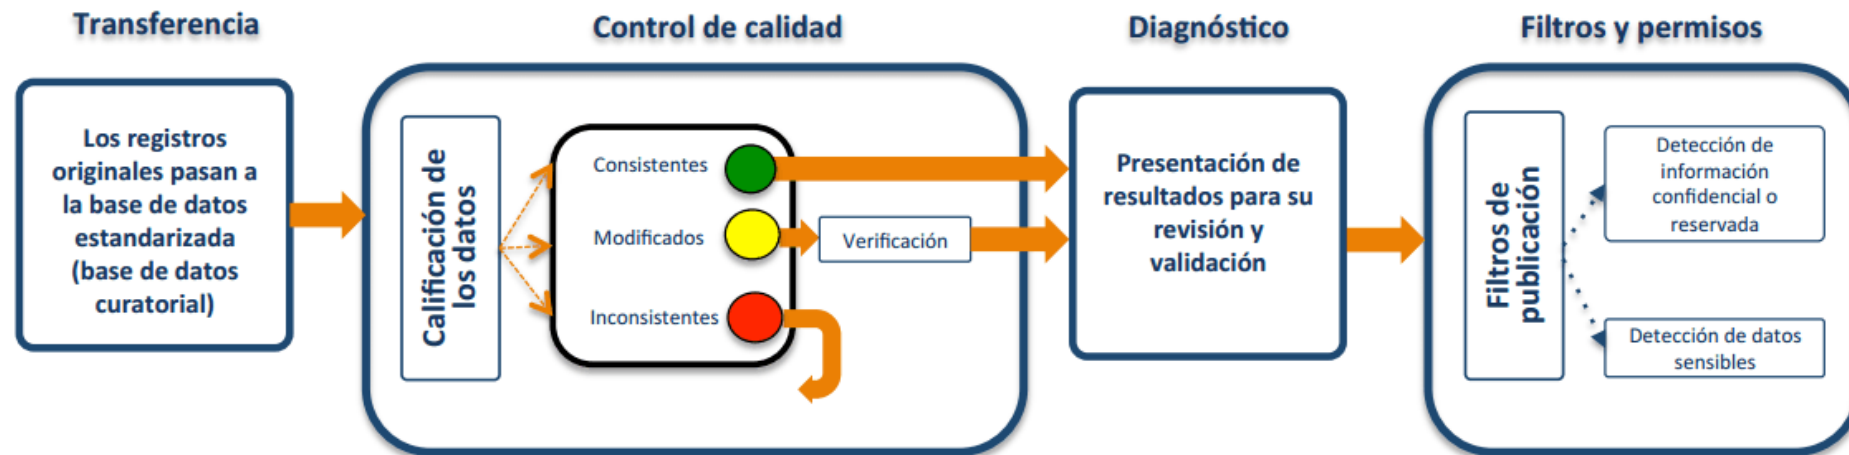 Transferencia
Los registros
originales pasan a
la base de datos
estandarizada
(base de datos
curatorial)
Control de calidad
Calificación de
los datos
Consistentes
Modificados
Inconsistentes
Verificación
Diagnóstico
Presentación de
resultados para su
revisión y
validación
Filtros y permisos
Filtros de
publicación
Detección de
información
confidencial o
reservada
Detección de datos
sensibles